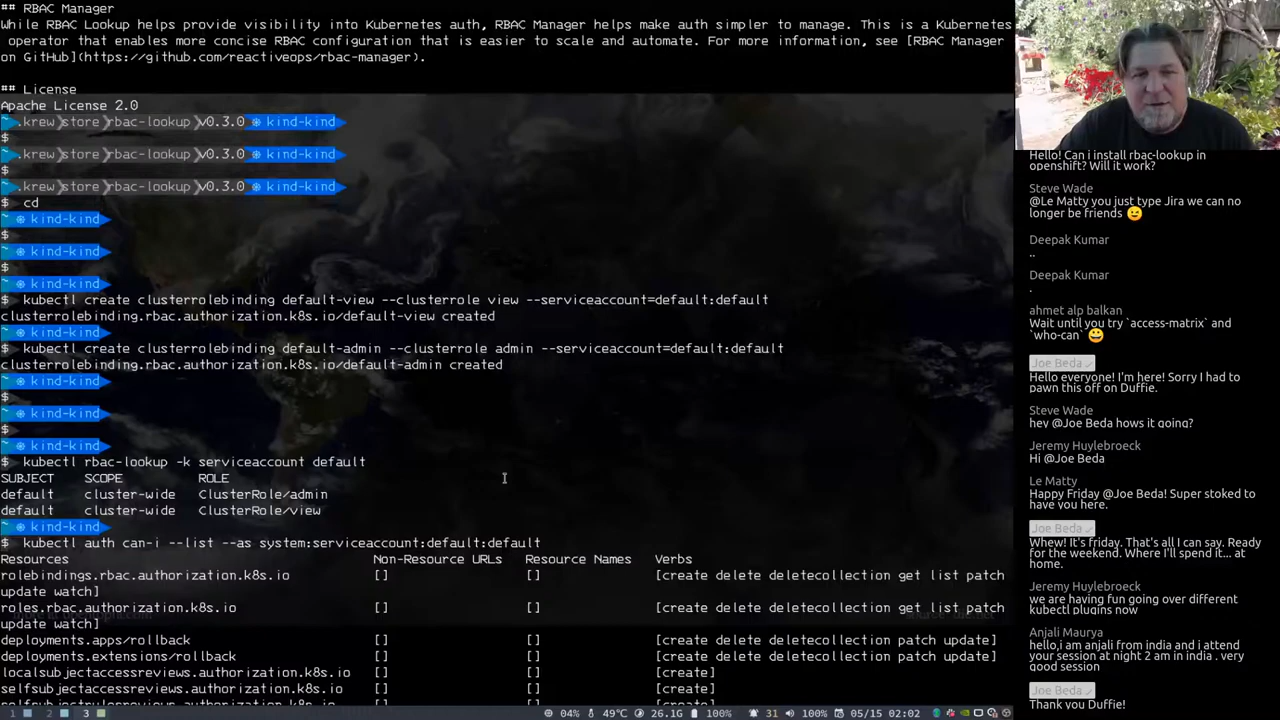 ## RBAC Manager
While RBAC Lookup helps provide visibility into Kubernetes auth, RBAC Manager helps make auth simpler to manage. This is a Kubernetes
operator that enables more concise RBAC configuration that is easier to scale and automate. For more information, see [RBAC Manager
on GitHub](https://github.com/reactiveops/rbac-manager).
## License
Apache License 2.0
~ .krew store rbac-lookup v0.3.0 ⎈ kind-kind
$
~ .krew store rbac-lookup v0.3.0 ⎈ kind-kind
$
~ .krew store rbac-lookup v0.3.0 ⎈ kind-kind
$ cd
~ ⎈ kind-kind
$
~ ⎈ kind-kind
$
~ ⎈ kind-kind
$ kubectl create clusterrolebinding default-view --clusterrole view --serviceaccount=default:default
clusterrolebinding.rbac.authorization.k8s.io/default-view created
~ ⎈ kind-kind
$ kubectl create clusterrolebinding default-admin --clusterrole admin --serviceaccount=default:default
clusterrolebinding.rbac.authorization.k8s.io/default-admin created
~ ⎈ kind-kind
$
~ ⎈ kind-kind
$
~ ⎈ kind-kind
$ kubectl rbac-lookup -k serviceaccount default
SUBJECT SCOPE ROLE
default cluster-wide ClusterRole/admin
default cluster-wide ClusterRole/view
~ ⎈ kind-kind
$ kubectl auth can-i --list --as system:serviceaccount:default:default
Resources Non-Resource URLs Resource Names Verbs
rolebindings.rbac.authorization.k8s.io [] [] [create delete deletecollection get list patch
update watch]
roles.rbac.authorization.k8s.io [] [] [create delete deletecollection get list patch
update watch]
deployments.apps/rollback [] [] [create delete deletecollection patch update]
deployments.extensions/rollback [] [] [create delete deletecollection patch update]
localsubjectaccessreviews.authorization.k8s.io [] [] [create]
selfsubjectaccessreviews.authorization.k8s.io [] [] [create]
selfsubjectrulesreviews.authorization.k8s.io [] [] [create]
1 2 3
04% 49°C 26.1G 100% 31 100% 05/15 02:02
Hello! Can i install rbac-lookup in
openshift? Will it work?
Steve Wade
@Le Matty you just type Jira we can no
longer be friends 😉
Deepak Kumar
..
Deepak Kumar
.
ahmet alp balkan
Wait until you try `access-matrix` and
`who-can` 😀
Joe Beda
Hello everyone! I'm here! Sorry I had to
pawn this off on Duffie.
Steve Wade
hey @Joe Beda hows it going?
Jeremy Huylebroeck
Hi @Joe Beda
Le Matty
Happy Friday @Joe Beda! Super stoked to
have you here.
Joe Beda
Whew! It's friday. That's all I can say. Ready
for the weekend. Where I'll spend it... at
home.
Jeremy Huylebroeck
we are having fun going over different
kubectl plugins now
Anjali Maurya
hello,i am anjali from india and i attend
your session at night 2 am in india . very
good session
Joe Beda
Thank you Duffie!